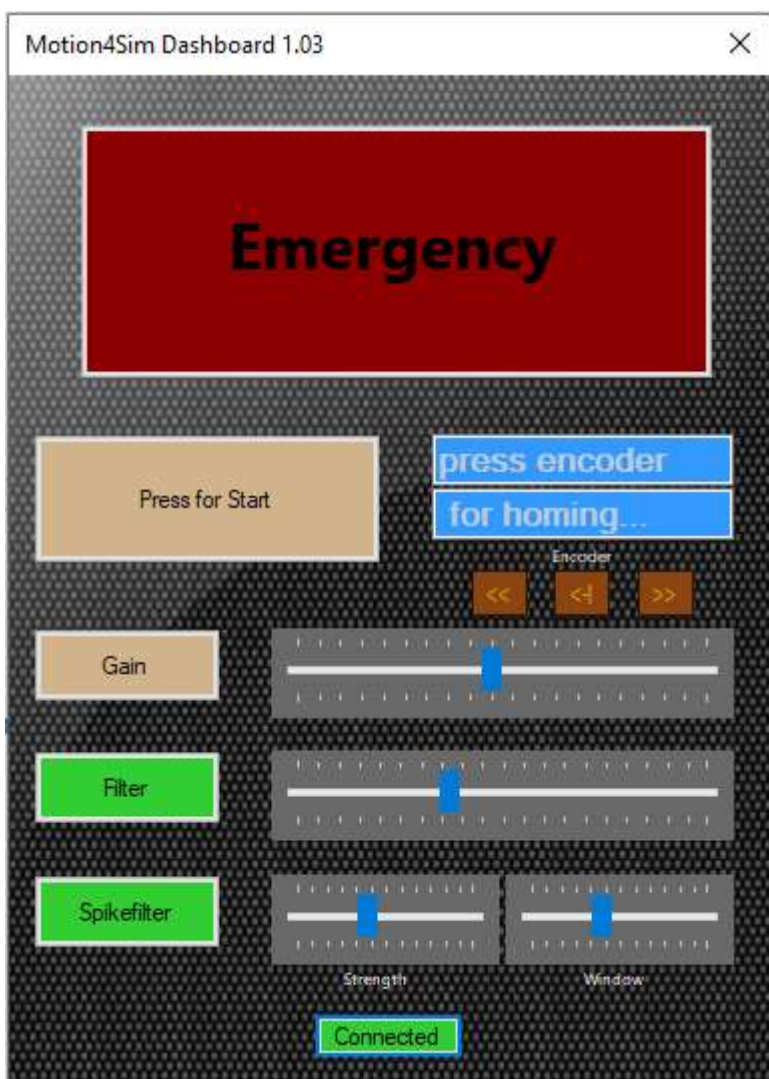 Motion4Sim Dashboard 1.03
Emergency
Press for Start
press encoder
for homing...
Encoder
<< <-| >>
Gain
Filter
Spikefilter
Strength Window
Connected